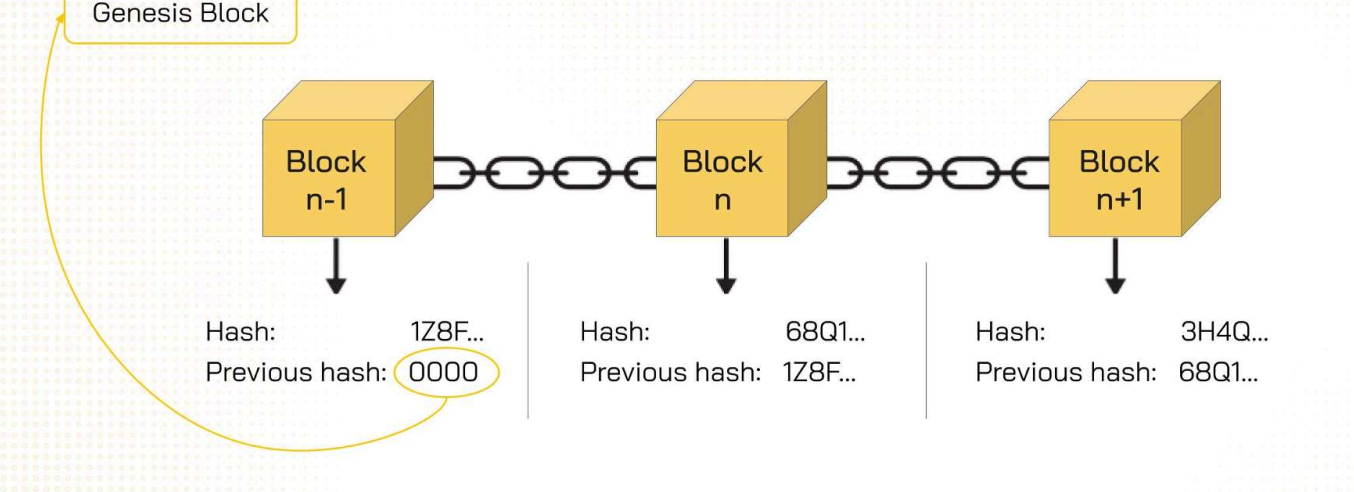 Genesis Block
Block
n-1
Block
n
Block
n+1
Hash: 1Z8F...
Previous hash: 0000
Hash: 68Q1...
Previous hash: 1Z8F...
Hash: 3H4Q...
Previous hash: 68Q1...